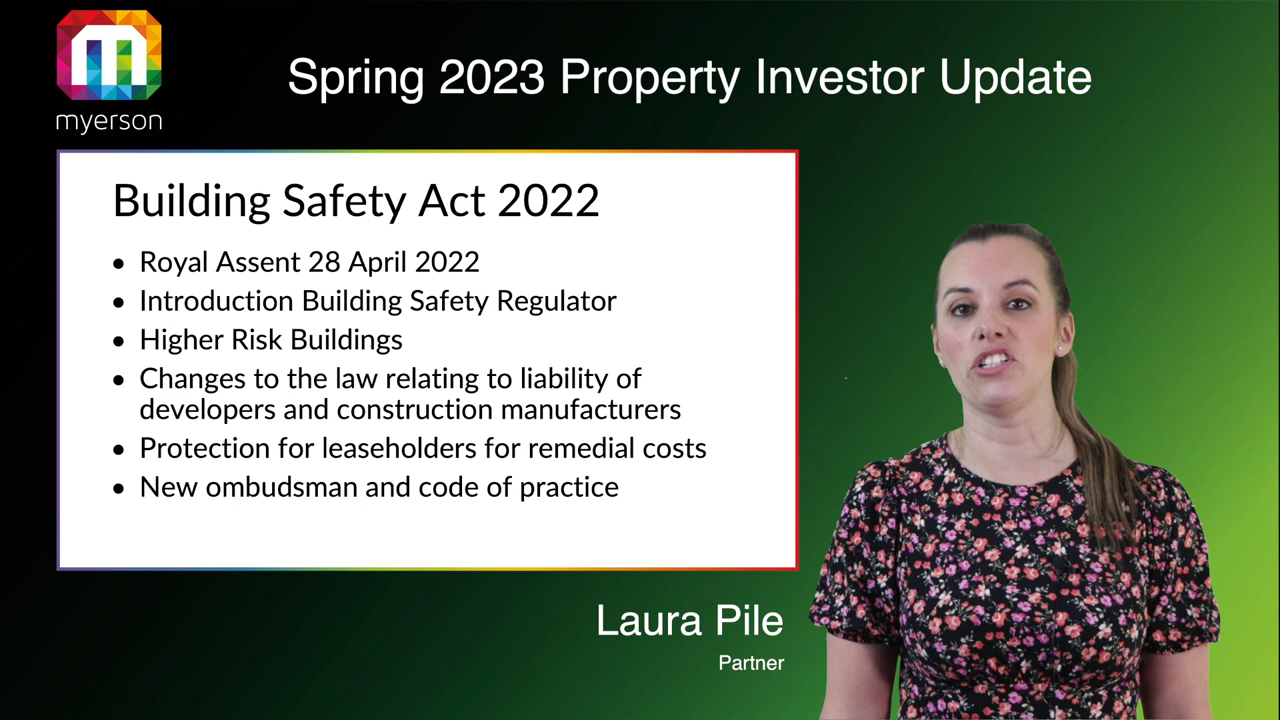 myerson
Spring 2023 Property Investor Update
Building Safety Act 2022
• Royal Assent 28 April 2022
• Introduction Building Safety Regulator
• Higher Risk Buildings
• Changes to the law relating to liability of
developers and construction manufacturers
• Protection for leaseholders for remedial costs
• New ombudsman and code of practice
Laura Pile
Partner